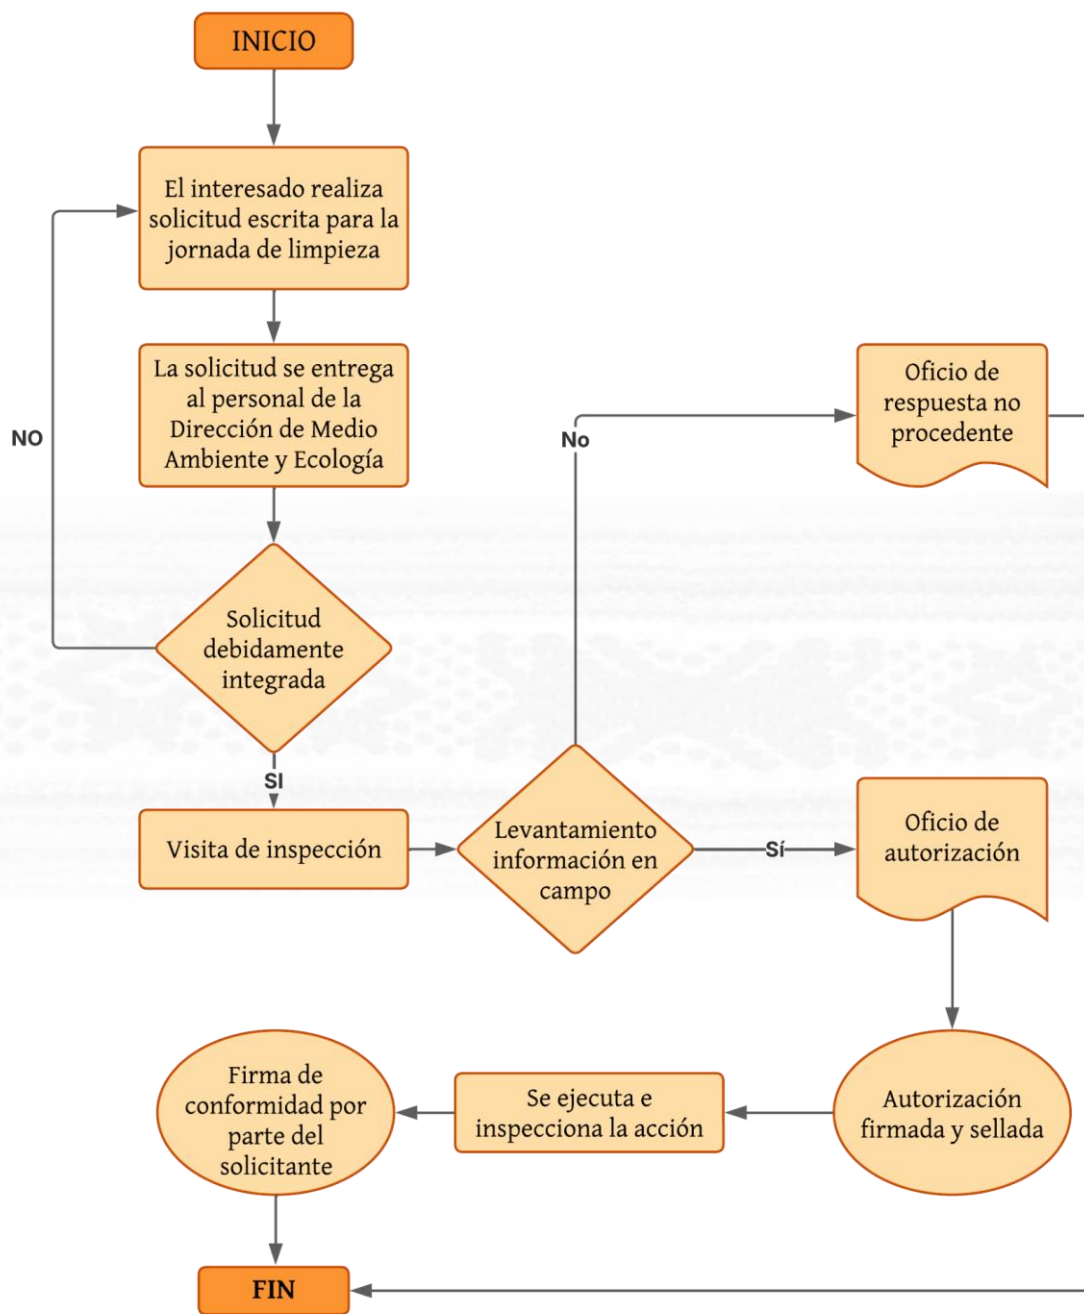 INICIO
El interesado realiza
solicitud escrita para la
jornada de limpieza
La solicitud se entrega
al personal de la
Dirección de Medio
Ambiente y Ecología
NO
Solicitud
debidamente
integrada
SI
Visita de inspección
Levantamiento
información en
campo
No
Oficio de
respuesta no
procedente
Sí
Oficio de
autorización
Autorización
firmada y sellada
Se ejecuta e
inspecciona la acción
Firma de
conformidad por
parte del
solicitante
FIN